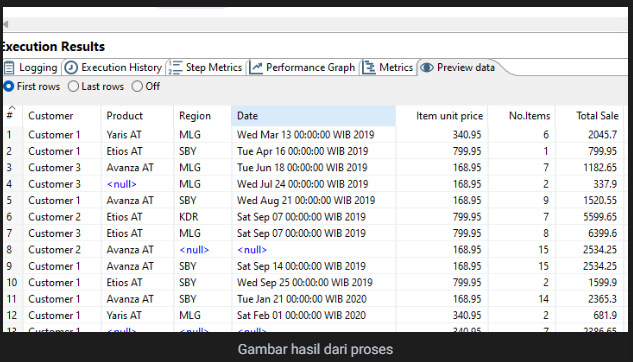 Execution Results
Logging Execution History Step Metrics Performance Graph Metrics Preview data
First rows Last rows Off
# Customer Product Region Date Item unit price No.Items Total Sale
1 Customer 1 Yaris AT MLG Wed Mar 13 00:00:00 WIB 2019 340.95 6 2045.7
2 Customer 1 Etios AT SBY Tue Apr 16 00:00:00 WIB 2019 799.95 1 799.95
3 Customer 3 Avanza AT MLG Tue Jun 18 00:00:00 WIB 2019 168.95 7 1182.65
4 Customer 3 <null> MLG Wed Jul 24 00:00:00 WIB 2019 168.95 2 337.9
5 Customer 1 Avanza AT SBY Wed Aug 21 00:00:00 WIB 2019 168.95 9 1520.55
6 Customer 2 Etios AT KDR Sat Sep 07 00:00:00 WIB 2019 799.95 7 5599.65
7 Customer 3 Etios AT MLG Sat Sep 07 00:00:00 WIB 2019 799.95 8 6399.6
8 Customer 2 Avanza AT <null> <null> 168.95 15 2534.25
9 Customer 1 Avanza AT SBY Sat Sep 14 00:00:00 WIB 2019 168.95 15 2534.25
10 Customer 1 Etios AT SBY Wed Sep 25 00:00:00 WIB 2019 799.95 2 1599.9
11 Customer 1 Avanza AT SBY Tue Jan 21 00:00:00 WIB 2020 168.95 14 2365.3
12 Customer 1 Yaris AT MLG Sat Feb 01 00:00:00 WIB 2020 340.95 2 681.9
13 Customer 1 <null> <null> <null> 340.95 7 2386.65
Gambar hasil dari proses